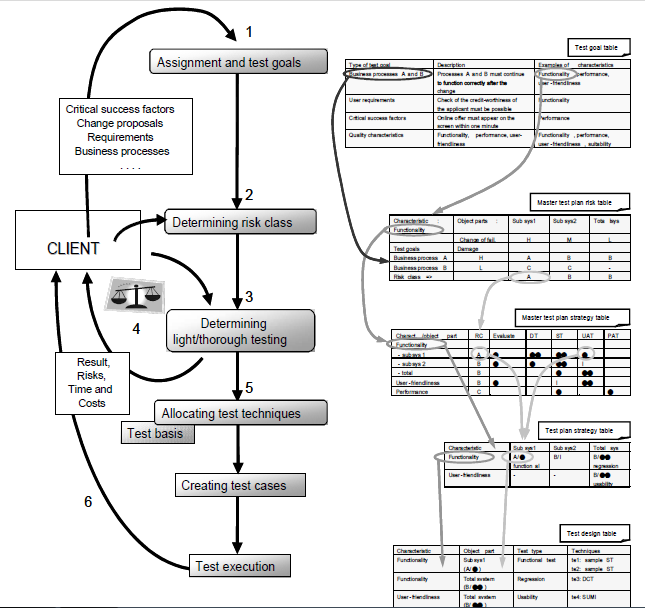 1
Assignment and test goals
Critical success factors
Change proposals
Requirements
Business processes
. . . .
2
Determining risk class
CLIENT
3
4
Determining
light/thorough testing
Result,
Risks,
Time and
Costs
5
Allocating test techniques
Test basis
Creating test cases
6
Test execution
Test goal table
Type of test goal Description Examples of characteristics
Business processes A and B Processes A and B must continue Functionality , performance,
to function correctly after the user-friendliness
change
User requirements Check of the credit-worthiness of Functionality
the applicant must be possible
Critical success factors Online offer must appear on the Performance
screen within one minute
Quality characteristics Functionality, performance, user- Functionality , performance,
friendliness user-friendliness , suitability
Master test plan risk table
Characteristic : Object parts : Sub sys1 Sub sys2 Total sys
Functionality
Change of fail. H M L
Test goals Damage
Business process A H A B B
Business process B L C C -
Risk class => A B B
Master test plan strategy table
Charact./object part RC Evaluate DT ST UAT PAT
Functionality
- subsys 1 A ● ●● ●● ●
- subsys 2 B ● ● ●● I
- total B ● ●●
User-friendliness B ● I ●●
Performance C ● ●
Test plan strategy table
Characteristic Sub sys1 Sub sys2 Total sys
Functionality A/● B/I B/●●
function al regression
User-friendliness - - B/●●
usability
Test design table
Characteristic Object part Test type Techniques
Functionality Subsys1 Functional test te1: sample ST
(A/●) te2: sample ST
Functionality Total system Regression te3: DCT
(B/●●)
User-friendliness Total system Usability te4: SUMI
(B/●●)